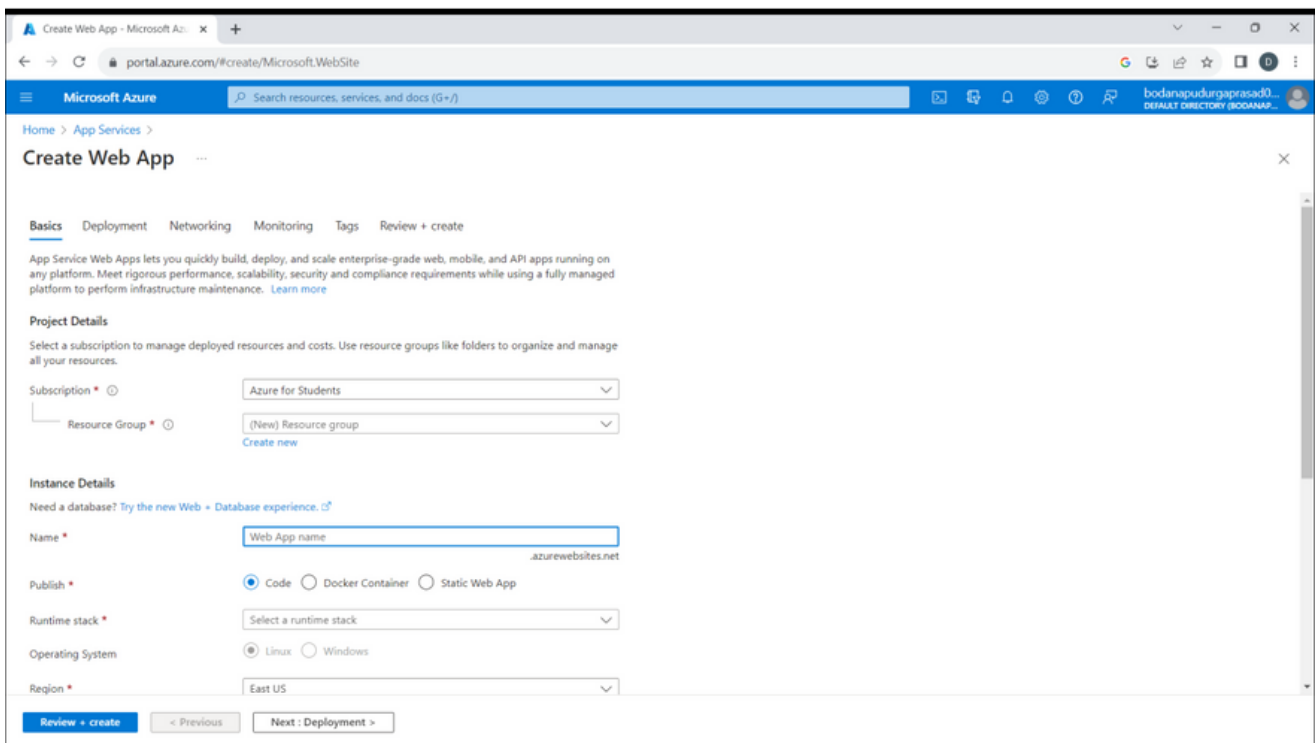 Create Web App - Microsoft Az
portal.azure.com/#create/Microsoft.WebSite
G
D
Microsoft Azure
Search resources, services, and docs (G+/)
bodanapudurgaprasad0...
DEFAULT DIRECTORY (BODANAP...
Home > App Services >
Create Web App ...
Basics Deployment Networking Monitoring Tags Review + create
App Service Web Apps lets you quickly build, deploy, and scale enterprise-grade web, mobile, and API apps running on
any platform. Meet rigorous performance, scalability, security and compliance requirements while using a fully managed
platform to perform infrastructure maintenance. Learn more
Project Details
Select a subscription to manage deployed resources and costs. Use resource groups like folders to organize and manage
all your resources.
Subscription * Azure for Students
Resource Group * (New) Resource group
Create new
Instance Details
Need a database? Try the new Web + Database experience.
Name * Web App name
.azurewebsites.net
Publish * Code Docker Container Static Web App
Runtime stack * Select a runtime stack
Operating System Linux Windows
Region * East US
Review + create < Previous Next : Deployment >